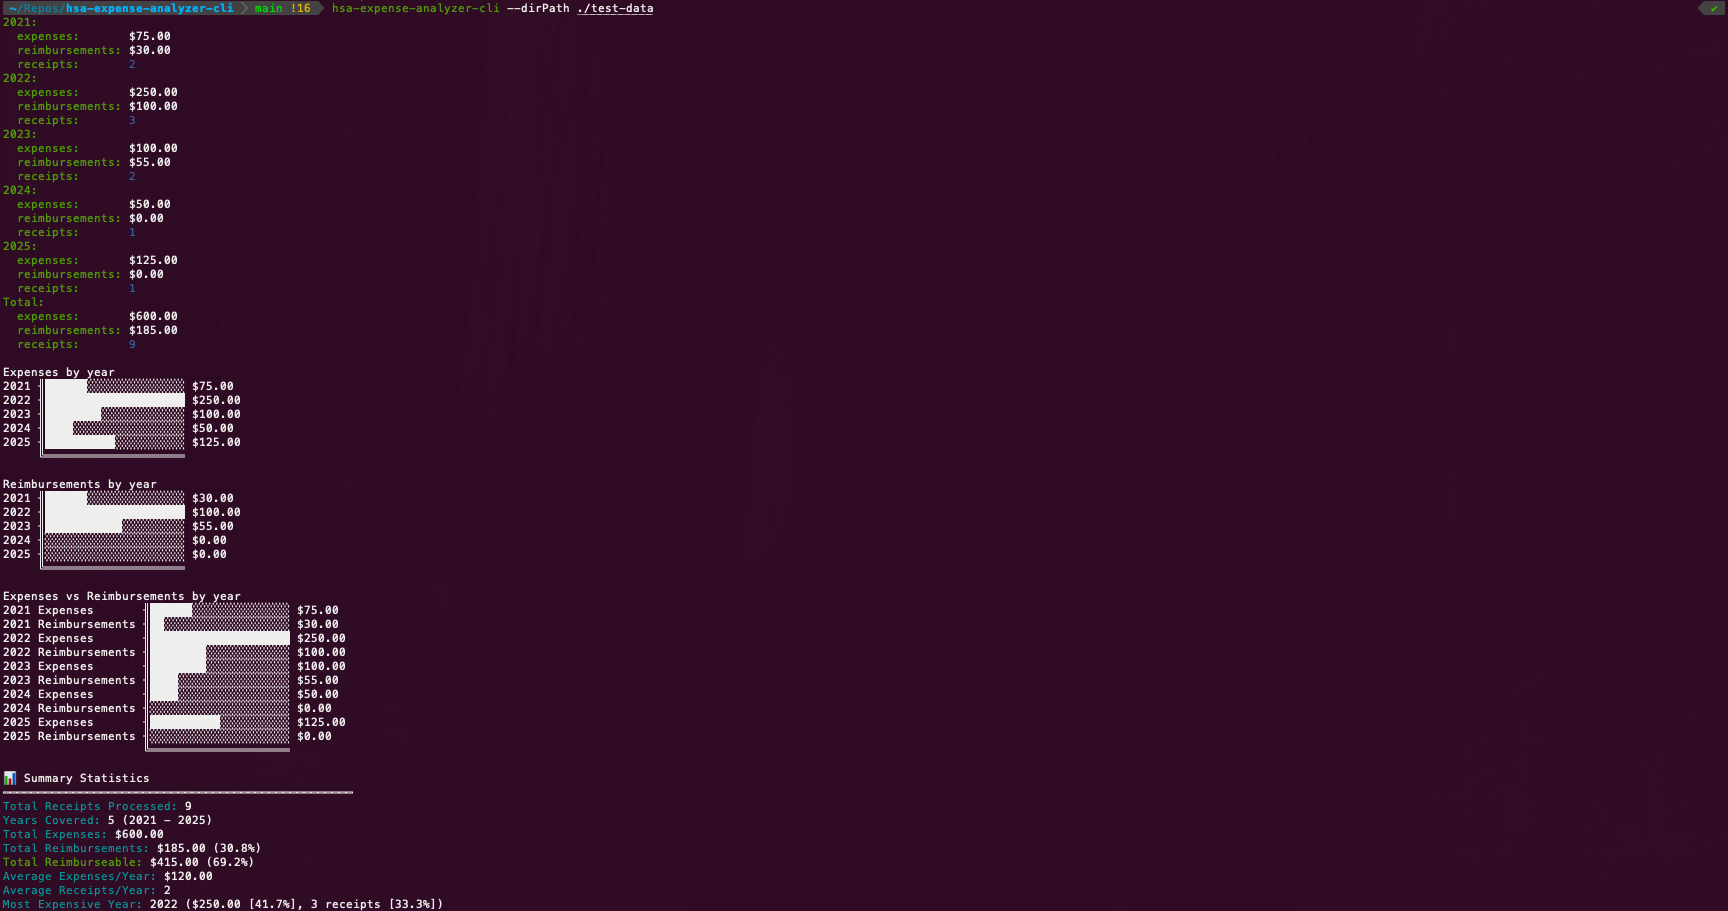 ~/Repos/hsa-expense-analyzer-cli main !16 hsa-expense-analyzer-cli --dirPath ./test-data ✔
2021:
expenses: $75.00
reimbursements: $30.00
receipts: 2
2022:
expenses: $250.00
reimbursements: $100.00
receipts: 3
2023:
expenses: $100.00
reimbursements: $55.00
receipts: 2
2024:
expenses: $50.00
reimbursements: $0.00
receipts: 1
2025:
expenses: $125.00
reimbursements: $0.00
receipts: 1
Total:
expenses: $600.00
reimbursements: $185.00
receipts: 9
Expenses by year
2021 $75.00
2022 $250.00
2023 $100.00
2024 $50.00
2025 $125.00
Reimbursements by year
2021 $30.00
2022 $100.00
2023 $55.00
2024 $0.00
2025 $0.00
Expenses vs Reimbursements by year
2021 Expenses $75.00
2021 Reimbursements $30.00
2022 Expenses $250.00
2022 Reimbursements $100.00
2023 Expenses $100.00
2023 Reimbursements $55.00
2024 Expenses $50.00
2024 Reimbursements $0.00
2025 Expenses $125.00
2025 Reimbursements $0.00
📊 Summary Statistics
Total Receipts Processed: 9
Years Covered: 5 (2021 - 2025)
Total Expenses: $600.00
Total Reimbursements: $185.00 (30.8%)
Total Reimburseable: $415.00 (69.2%)
Average Expenses/Year: $120.00
Average Receipts/Year: 2
Most Expensive Year: 2022 ($250.00 [41.7%], 3 receipts [33.3%])